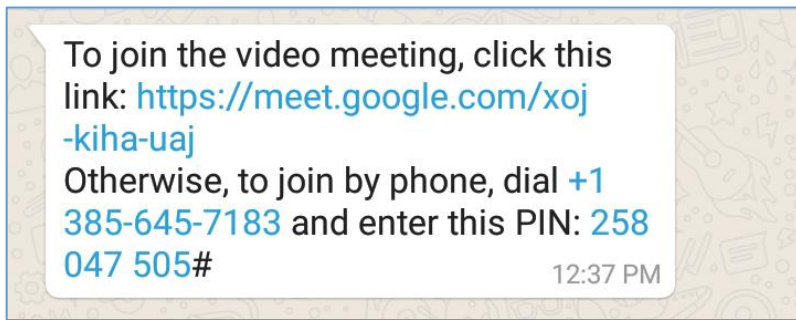 To join the video meeting, click this
link: https://meet.google.com/xoj
-kiha-uaj
Otherwise, to join by phone, dial +1
385-645-7183 and enter this PIN: 258
047 505#
12:37 PM